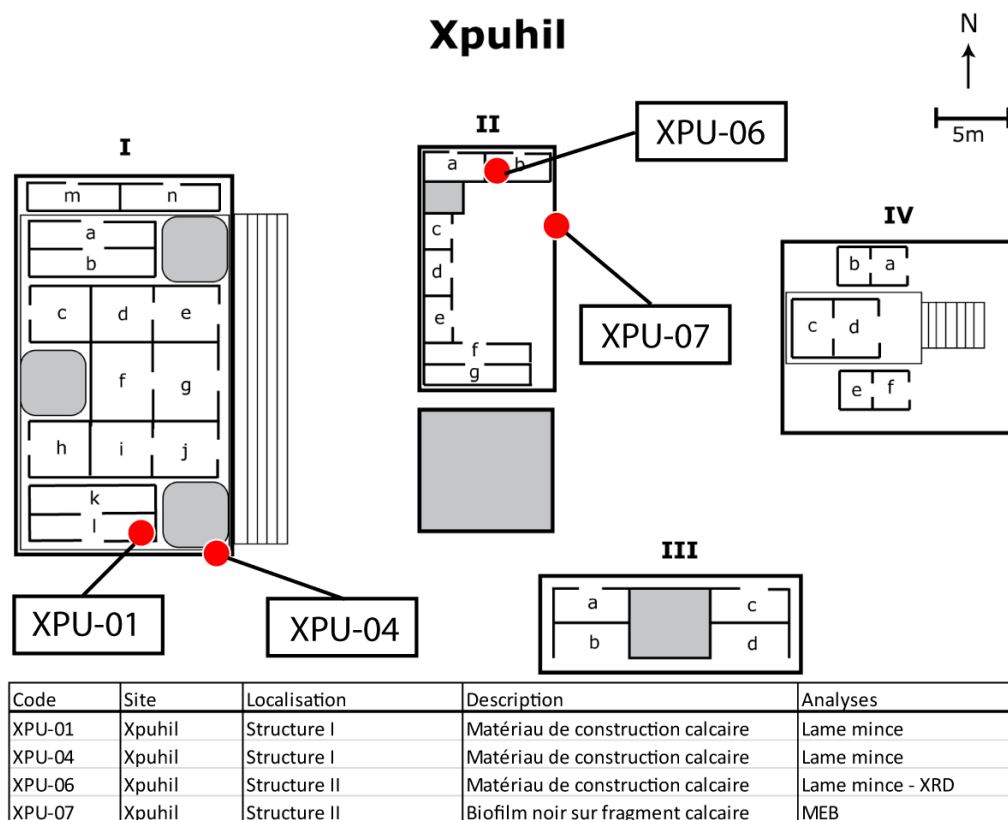 Xpuhil
N
5m
I
II
IV
III
XPU-06
XPU-07
XPU-01
XPU-04
m n
a
b
c d e
f g
h i j
k
l
a b
c
d
e
f
g
b a
c d
e f
a c
b d
Code Site Localisation Description Analyses
XPU-01 Xpuhil Structure I Matériau de construction calcaire Lame mince
XPU-04 Xpuhil Structure I Matériau de construction calcaire Lame mince
XPU-06 Xpuhil Structure II Matériau de construction calcaire Lame mince - XRD
XPU-07 Xpuhil Structure II Biofilm noir sur fragment calcaire MEB